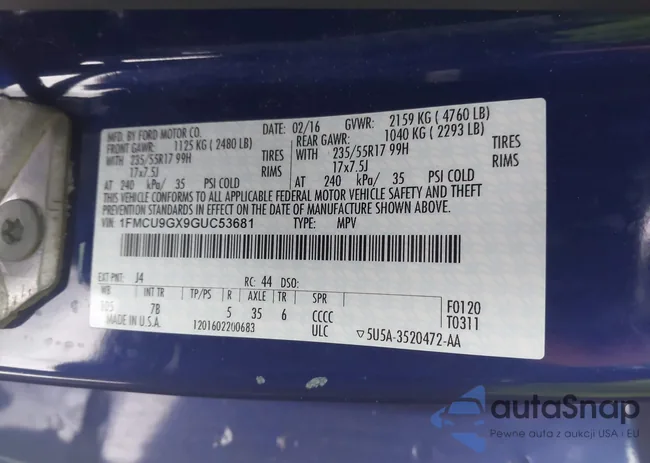 MFD. BY FORD MOTOR CO.
DATE: 02/16 GVWR: 2159 KG ( 4760 LB)
FRONT GAWR: 1125 KG ( 2480 LB)
REAR GAWR: 1040 KG ( 2293 LB)
WITH 235/55R17 99H TIRES
WITH 235/55R17 99H TIRES
17x7.5J RIMS
17x7.5J RIMS
AT 240 kPa/ 35 PSI COLD
AT 240 kPa/ 35 PSI COLD
THIS VEHICLE CONFORMS TO ALL APPLICABLE FEDERAL MOTOR VEHICLE SAFETY AND THEFT
PREVENTION STANDARDS IN EFFECT ON THE DATE OF MANUFACTURE SHOWN ABOVE.
VIN: 1FMCU9GX9GUC53681 TYPE: MPV
EXT PNT: J4 RC: 44 DSO:
WB INT TR TP/PS R AXLE TR SPR
105 7B 5 35 6 CCCC
F0120
T0311
MADE IN U.S.A. 1201602200683 ULC ▽5U5A-3520472-AA
autaSnap
Pewne auta z aukcji USA i EU